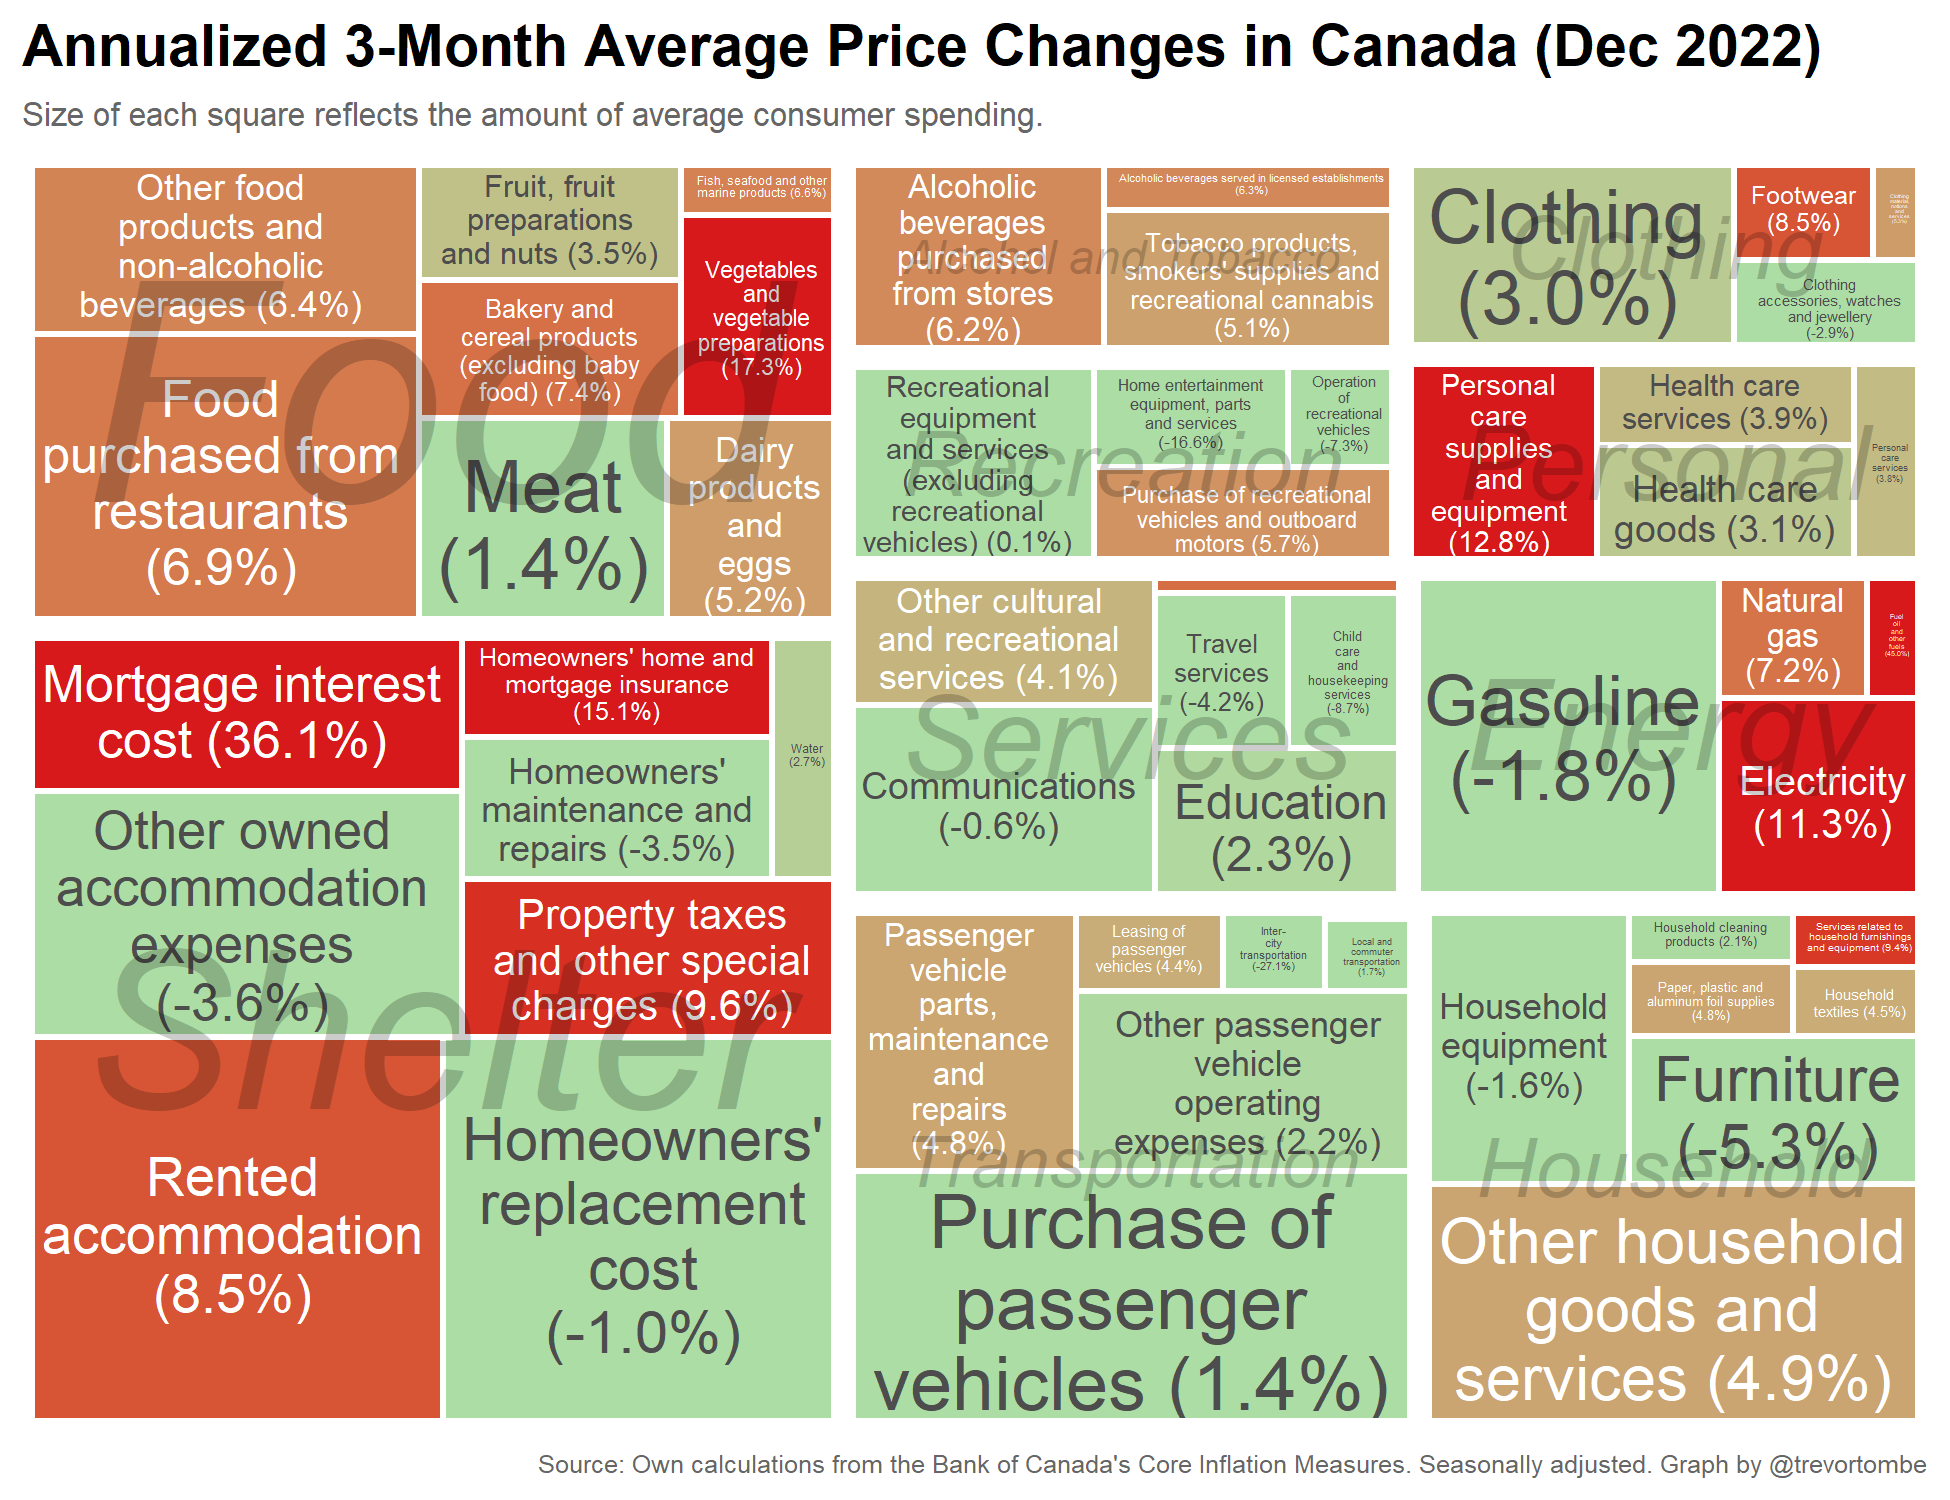 Annualized 3-Month Average Price Changes in Canada (Dec 2022)
Size of each square reflects the amount of average consumer spending.
Food
Other food
products and
non-alcoholic
beverages (6.4%)
Fruit, fruit
preparations
and nuts (3.5%)
Fish, seafood and other
marine products (6.6%)
Bakery and
cereal products
(excluding baby
food) (7.4%)
Vegetables
and
vegetable
preparations
(17.3%)
Food
purchased from
restaurants
(6.9%)
Meat
(1.4%)
Dairy
products
and
eggs
(5.2%)
Alcohol and Tobacco
Alcoholic
beverages
purchased
from stores
(6.2%)
Alcoholic beverages served in licensed establishments
(6.3%)
Tobacco products,
smokers' supplies and
recreational cannabis
(5.1%)
Clothing
Clothing
(3.0%)
Footwear
(8.5%)
Clothing
material,
notions
and
services
Clothing
accessories, watches
and jewellery
(-2.9%)
Recreation
Recreational
equipment
and services
(excluding
recreational
vehicles) (0.1%)
Home entertainment
equipment, parts
and services
(-16.6%)
Operation
of
recreational
vehicles
(-7.3%)
Purchase of recreational
vehicles and outboard
motors (5.7%)
Personal
Personal
care
supplies
and
equipment
(12.8%)
Health care
services (3.9%)
Health care
goods (3.1%)
Personal
care
services
(3.8%)
Shelter
Mortgage interest
cost (36.1%)
Homeowners' home and
mortgage insurance
(15.1%)
Water
(2.7%)
Homeowners'
maintenance and
repairs (-3.5%)
Other owned
accommodation
expenses
(-3.6%)
Property taxes
and other special
charges (9.6%)
Rented
accommodation
(8.5%)
Homeowners'
replacement
cost
(-1.0%)
Services
Other cultural
and recreational
services (4.1%)
Travel
services
(-4.2%)
Child
care
and
housekeeping
services
(-8.7%)
Communications
(-0.6%)
Education
(2.3%)
Energy
Gasoline
(-1.8%)
Natural
gas
(7.2%)
Fuel
oil
and
other
fuels
(45.0%)
Electricity
(11.3%)
Transportation
Passenger
vehicle
parts,
maintenance
and
repairs
(4.8%)
Leasing of
passenger
vehicles (4.4%)
Inter-
city
transportation
(-27.1%)
Local and
commuter
transportation
(1.7%)
Other passenger
vehicle
operating
expenses (2.2%)
Purchase of
passenger
vehicles (1.4%)
Household
Household
equipment
(-1.6%)
Household cleaning
products (2.1%)
Services related to
household furnishings
and equipment (9.4%)
Paper, plastic and
aluminum foil supplies
(4.8%)
Household
textiles (4.5%)
Furniture
(-5.3%)
Other household
goods and
services (4.9%)
Source: Own calculations from the Bank of Canada's Core Inflation Measures. Seasonally adjusted. Graph by @trevortombe